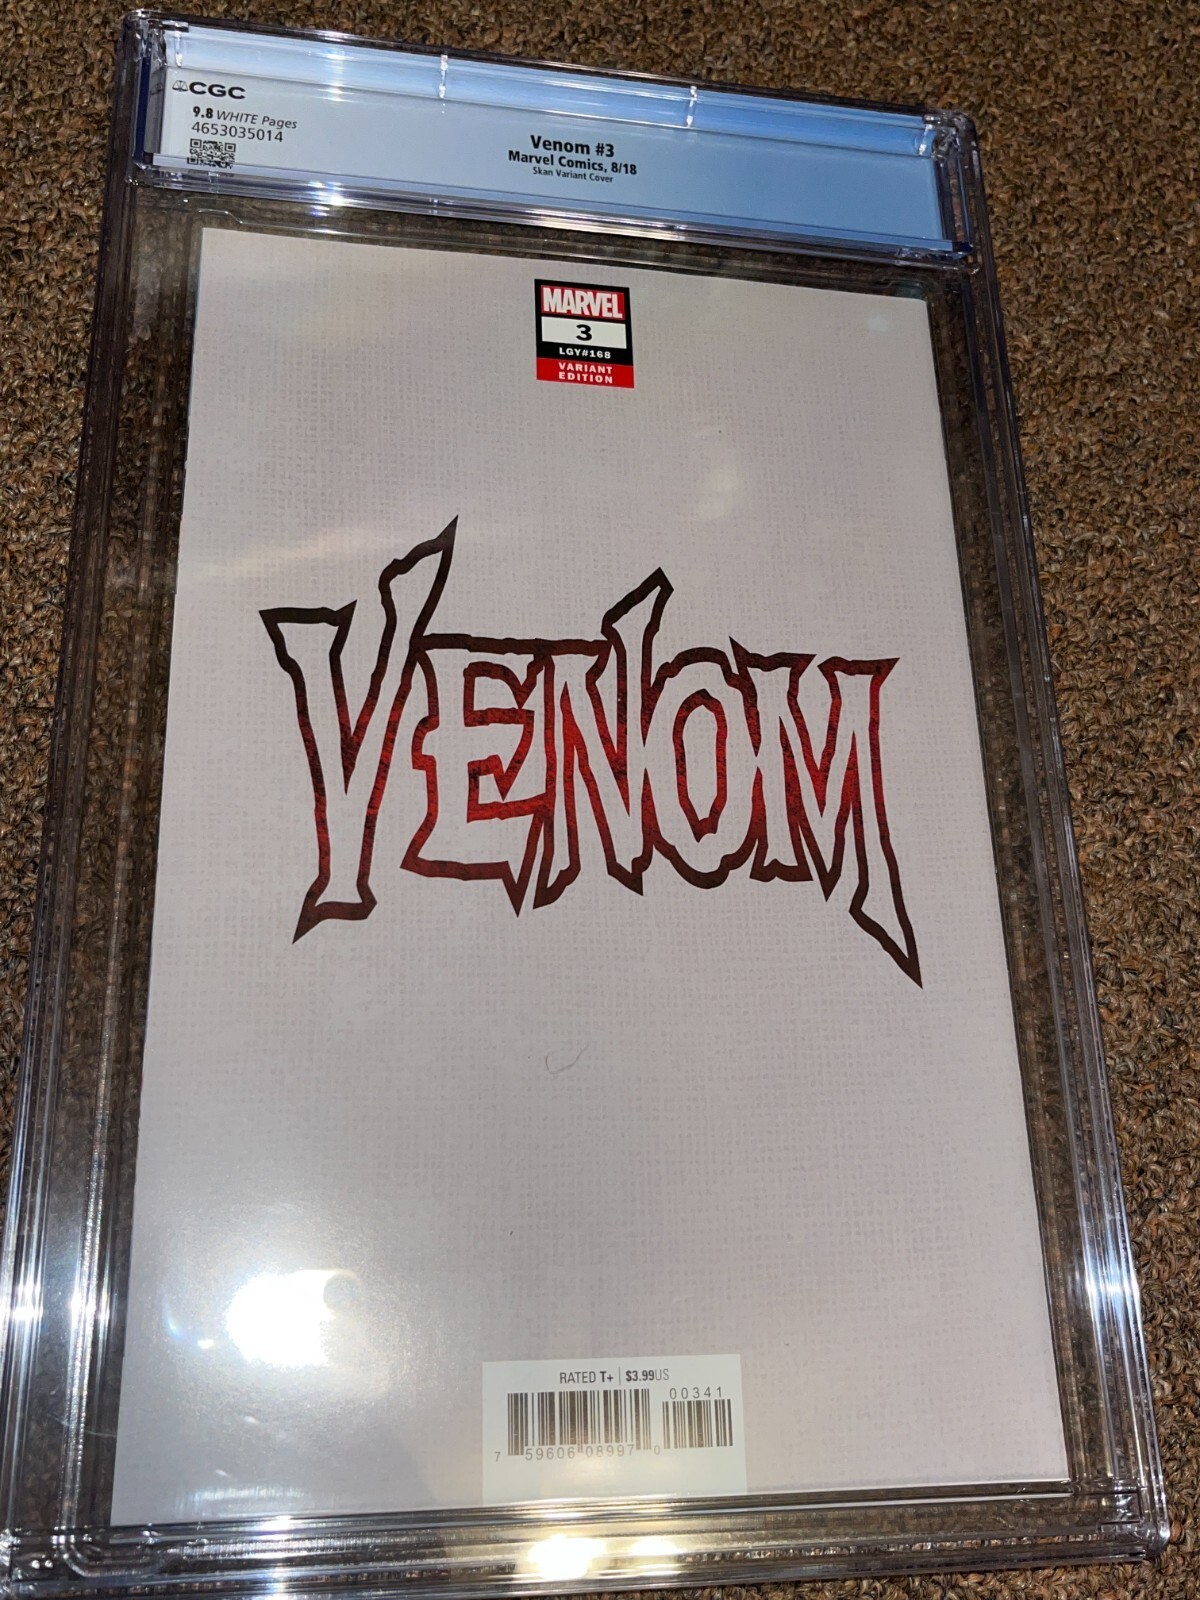 CGC
9.8 WHITE Pages
4653035014
Venom #3
Marvel Comics, 8/18
Skan Variant Cover
MARVEL
3
LGY#168
VARIANT
EDITION
VENOM
RATED T+ | $3.99US
00341
7 59606 08997 0